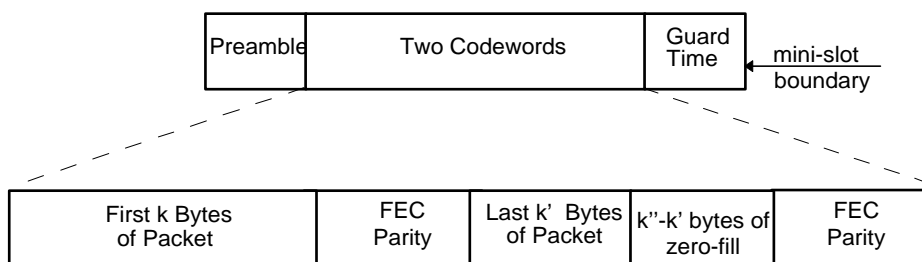 Preamble
Two Codewords
Guard
Time
mini-slot
boundary
First k Bytes
of Packet
FEC
Parity
Last k’ Bytes
of Packet
k''-k’ bytes of
zero-fill
FEC
Parity